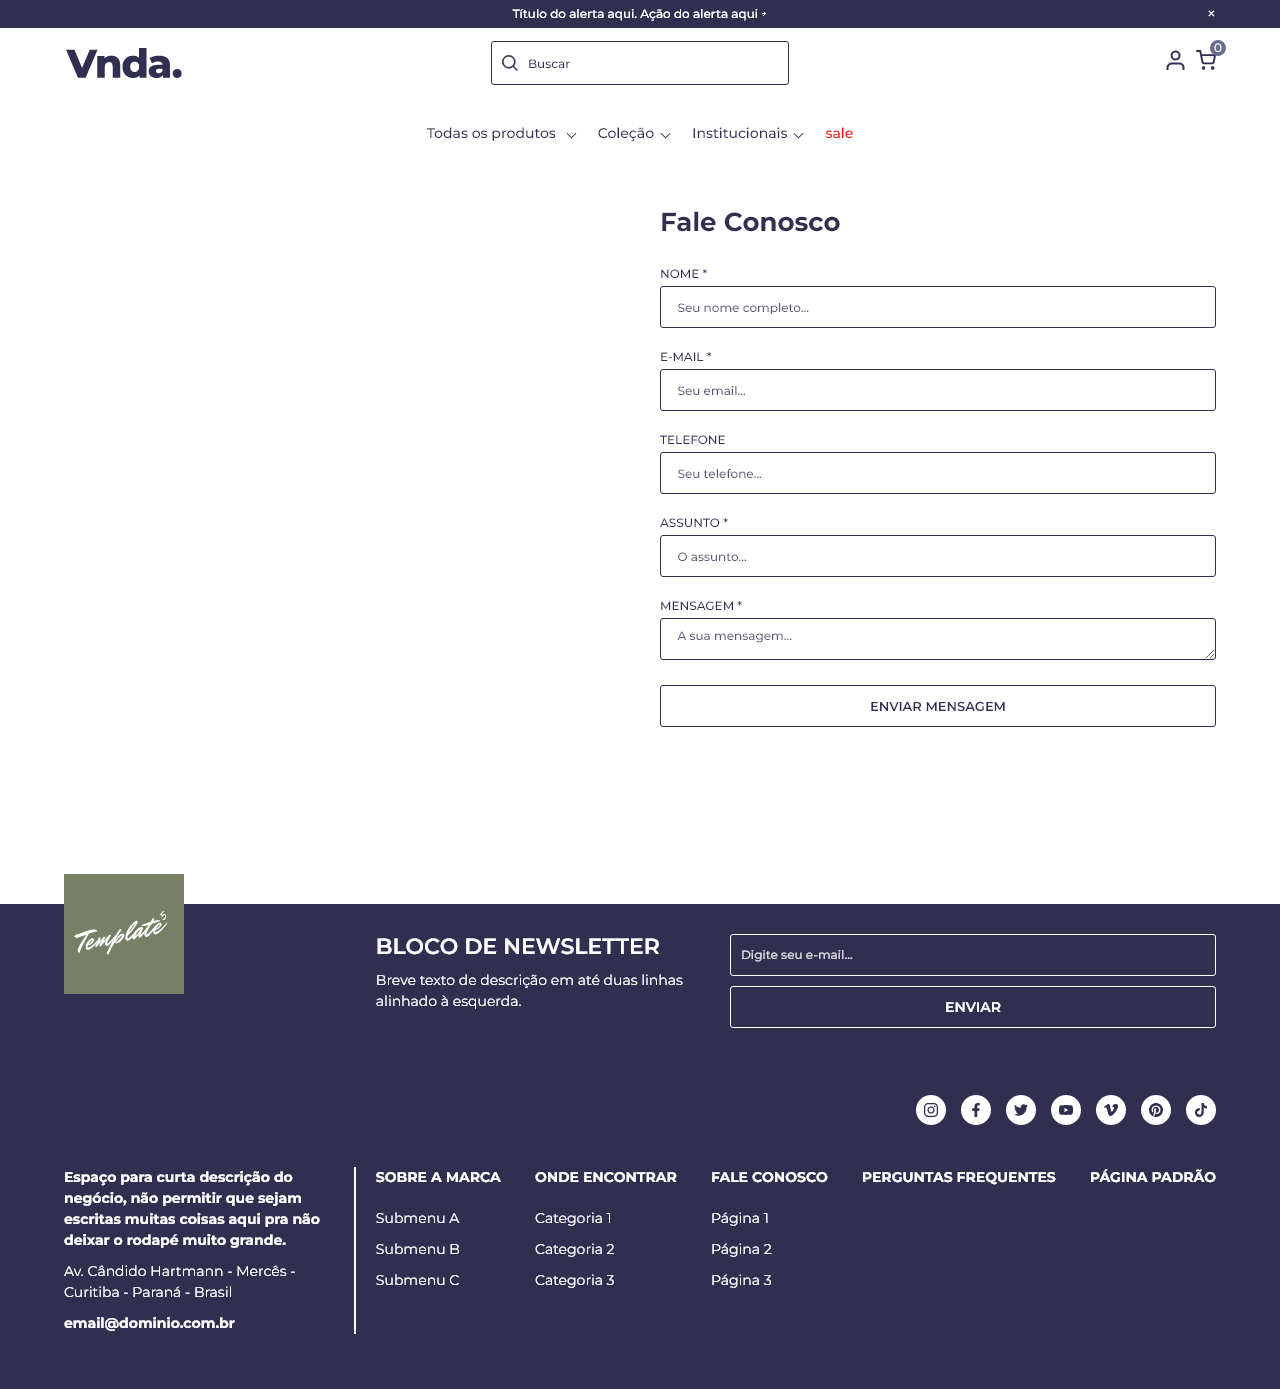 Título do alerta aqui. Ação do alerta aqui +
×
Vnda.
Buscar
0
Todas os produtos
Coleção
Institucionais
sale
Fale Conosco
NOME *
Seu nome completo...
E-MAIL *
Seu email...
TELEFONE
Seu telefone...
ASSUNTO *
O assunto...
MENSAGEM *
A sua mensagem...
ENVIAR MENSAGEM
Templates
BLOCO DE NEWSLETTER
Breve texto de descrição em até duas linhas
alinhado à esquerda.
Digite seu e-mail...
ENVIAR
Espaço para curta descrição do
negócio, não permitir que sejam
escritas muitas coisas aqui pra não
deixar o rodapé muito grande.
Av. Cândido Hartmann - Mercês -
Curitiba - Paraná - Brasil
email@dominio.com.br
SOBRE A MARCA
Submenu A
Submenu B
Submenu C
ONDE ENCONTRAR
Categoria 1
Categoria 2
Categoria 3
FALE CONOSCO
Página 1
Página 2
Página 3
PERGUNTAS FREQUENTES
PÁGINA PADRÃO